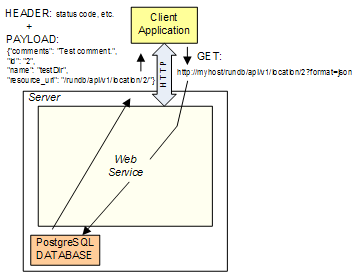 HEADER: status code, etc.
+
PAYLOAD:
{"comments": "Test comment.",
"id": "2",
"name": "testDir",
"resource_uri": "/rundb/api/v1/location/2/"}
Client
Application
HTTP
GET:
http://myhost/rundb/api/v1/location/2?format=json
Server
Web
Service
PostgreSQL
DATABASE